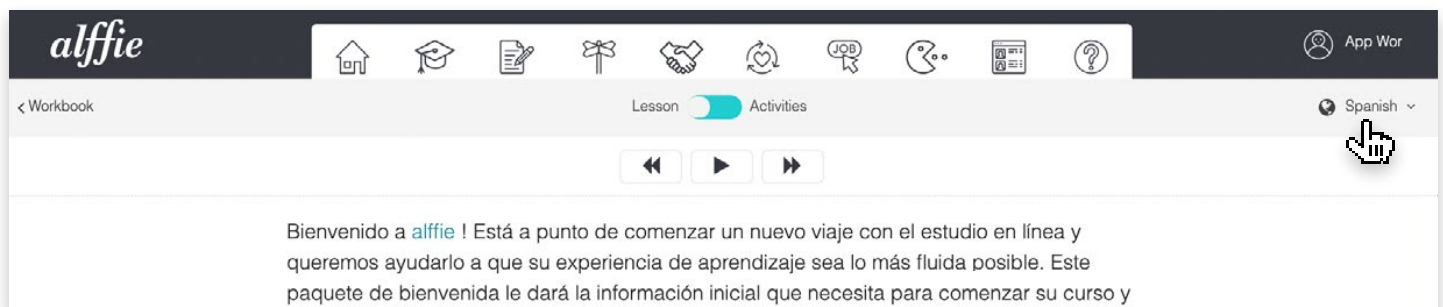 alffie
JOB
App Wor
Workbook
Lesson Activities
Spanish
Bienvenido a alffie ! Está a punto de comenzar un nuevo viaje con el estudio en línea y
queremos ayudarlo a que su experiencia de aprendizaje sea lo más fluida posible. Este
paquete de bienvenida le dará la información inicial que necesita para comenzar su curso y